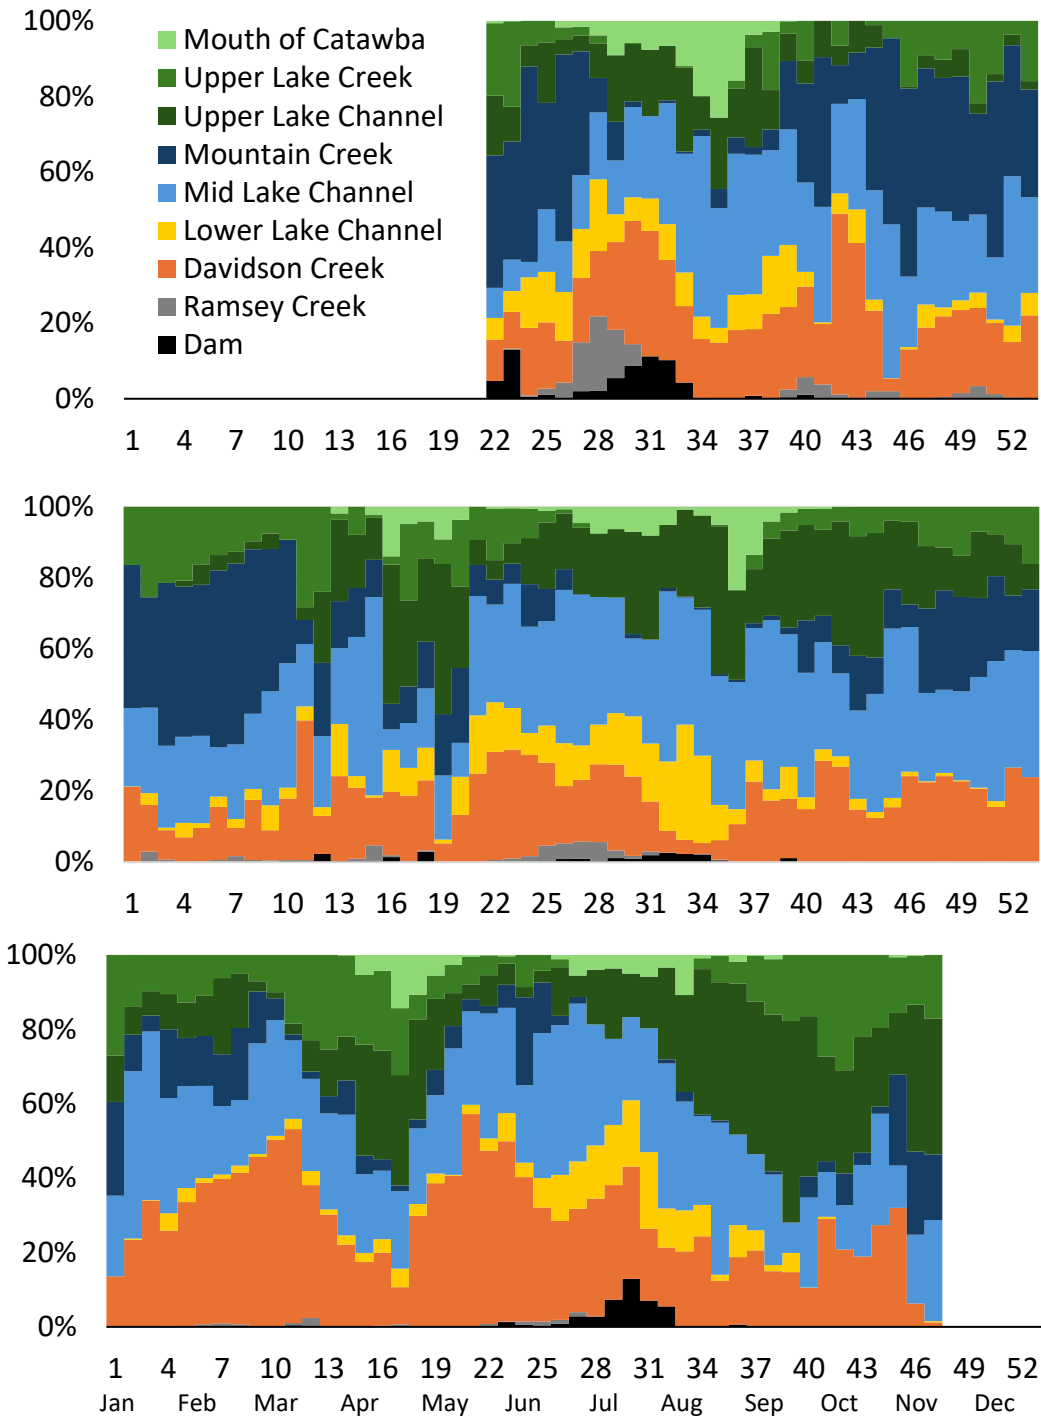 100%
80%
60%
40%
20%
0%
Mouth of Catawba
Upper Lake Creek
Upper Lake Channel
Mountain Creek
Mid Lake Channel
Lower Lake Channel
Davidson Creek
Ramsey Creek
Dam
1 4 7 10 13 16 19 22 25 28 31 34 37 40 43 46 49 52
100%
80%
60%
40%
20%
0%
1 4 7 10 13 16 19 22 25 28 31 34 37 40 43 46 49 52
100%
80%
60%
40%
20%
0%
1 4 7 10 13 16 19 22 25 28 31 34 37 40 43 46 49 52
Jan Feb Mar Apr May Jun Jul Aug Sep Oct Nov Dec